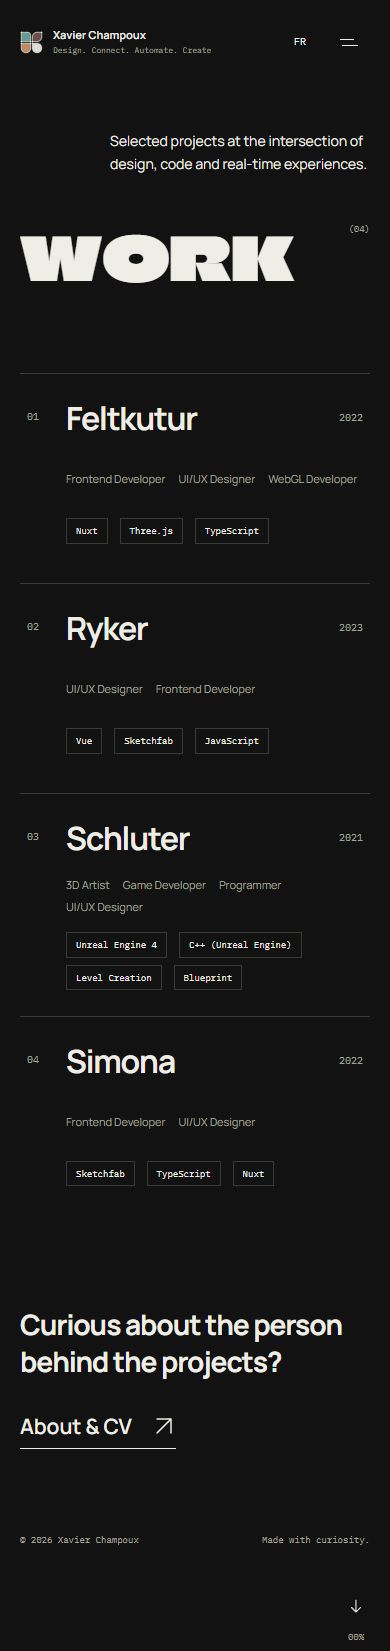 Xavier Champoux
Design. Connect. Automate. Create.
FR
Selected projects at the intersection of
design, code and real-time experiences.
(04)
WORK
01
Feltkutur
2022
Frontend Developer UI/UX Designer WebGL Developer
Nuxt Three.js TypeScript
02
Ryker
2023
UI/UX Designer Frontend Developer
Vue Sketchfab JavaScript
03
Schluter
2021
3D Artist Game Developer Programmer
UI/UX Designer
Unreal Engine 4 C++ (Unreal Engine)
Level Creation Blueprint
04
Simona
2022
Frontend Developer UI/UX Designer
Sketchfab TypeScript Nuxt
Curious about the person
behind the projects?
About & CV
© 2026 Xavier Champoux
Made with curiosity.
00%